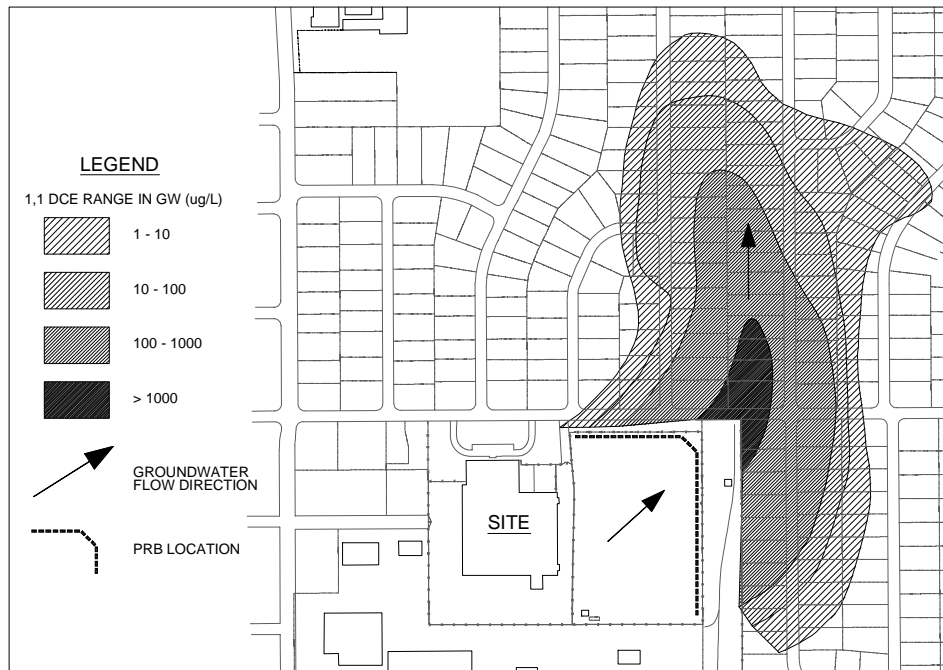 LEGEND
1,1 DCE RANGE IN GW (ug/L)
1 - 10
10 - 100
100 - 1000
> 1000
GROUNDWATER
FLOW DIRECTION
PRB LOCATION
SITE